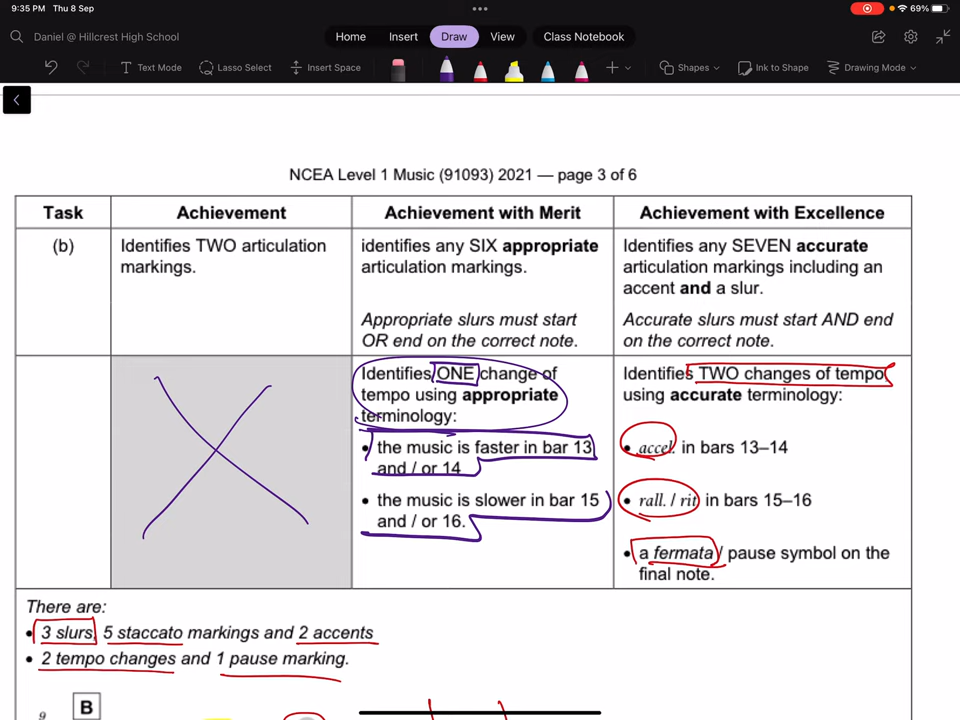 9:35 PM Thu 8 Sep
69%
Daniel @ Hillcrest High School
Home Insert Draw View Class Notebook
Text Mode Lasso Select Insert Space Shapes Ink to Shape Drawing Mode
NCEA Level 1 Music (91093) 2021 — page 3 of 6
Task Achievement Achievement with Merit Achievement with Excellence
(b)
Identifies TWO articulation
markings.
identifies any SIX appropriate
articulation markings.
Appropriate slurs must start
OR end on the correct note.
Identifies any SEVEN accurate
articulation markings including an
accent and a slur.
Accurate slurs must start AND end
on the correct note.
Identifies ONE change of
tempo using appropriate
terminology:
• the music is faster in bar 13
and / or 14
• the music is slower in bar 15
and / or 16.
Identifies TWO changes of tempo
using accurate terminology:
• accel. in bars 13–14
• rall. / rit in bars 15–16
• a fermata / pause symbol on the
final note.
There are:
• 3 slurs, 5 staccato markings and 2 accents
• 2 tempo changes and 1 pause marking.
9
B